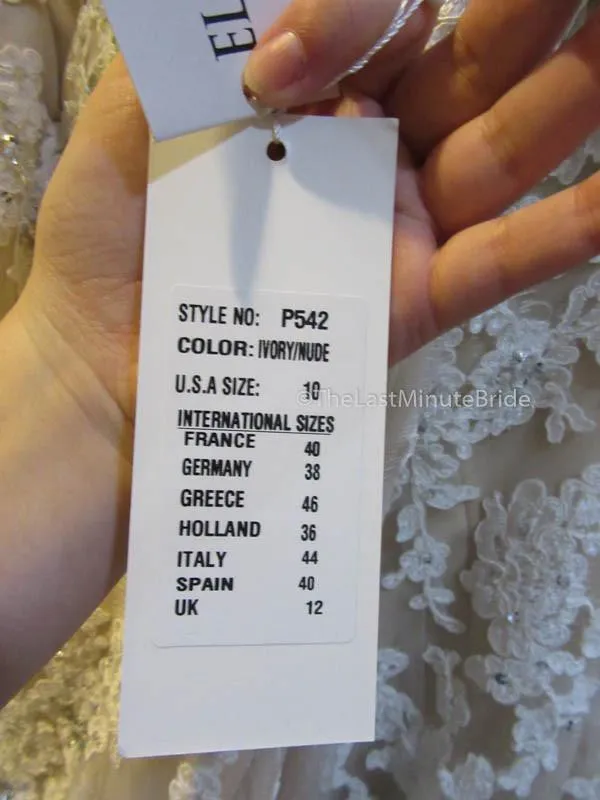 EL
STYLE NO: P542
COLOR: IVORY/NUDE
U.S.A SIZE: 10
©TheLastMinuteBride
INTERNATIONAL SIZES
FRANCE 40
GERMANY 38
GREECE 46
HOLLAND 36
ITALY 44
SPAIN 40
UK 12